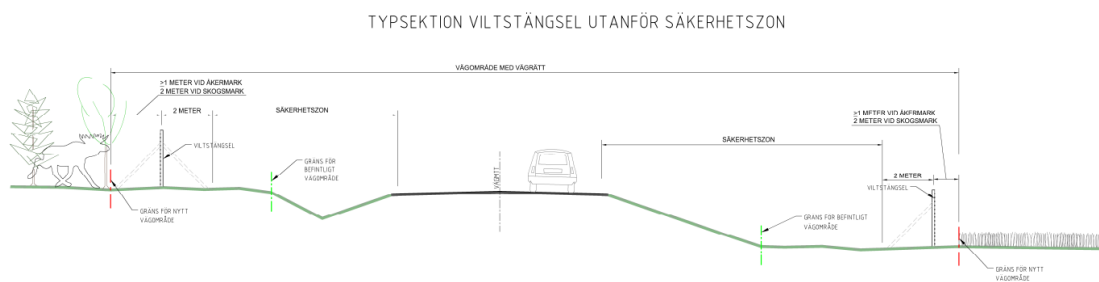 TYPSEKTION VILTSTÄNGSEL UTANFÖR SÄKERHETSZON
VÄGOMRÅDE MED VÄGRÄTT
>1 METER VID ÅKERMARK
2 METER VID SKOGSMARK
2 METER
SÄKERHETSZON
VILTSTÄNGSEL
GRÄNS FÖR
BEFINTLIGT
VÄGOMRÅDE
GRÄNS FÖR NYTT
VÄGOMRÅDE
VÄGMITT
SÄKERHETSZON
>1 METER VID ÅKERMARK
2 METER VID SKOGSMARK
2 METER
VILTSTÄNGSEL
GRÄNS FÖR BEFINTLIGT
VÄGOMRÅDE
GRÄNS FÖR NYTT
VÄGOMRÅDE